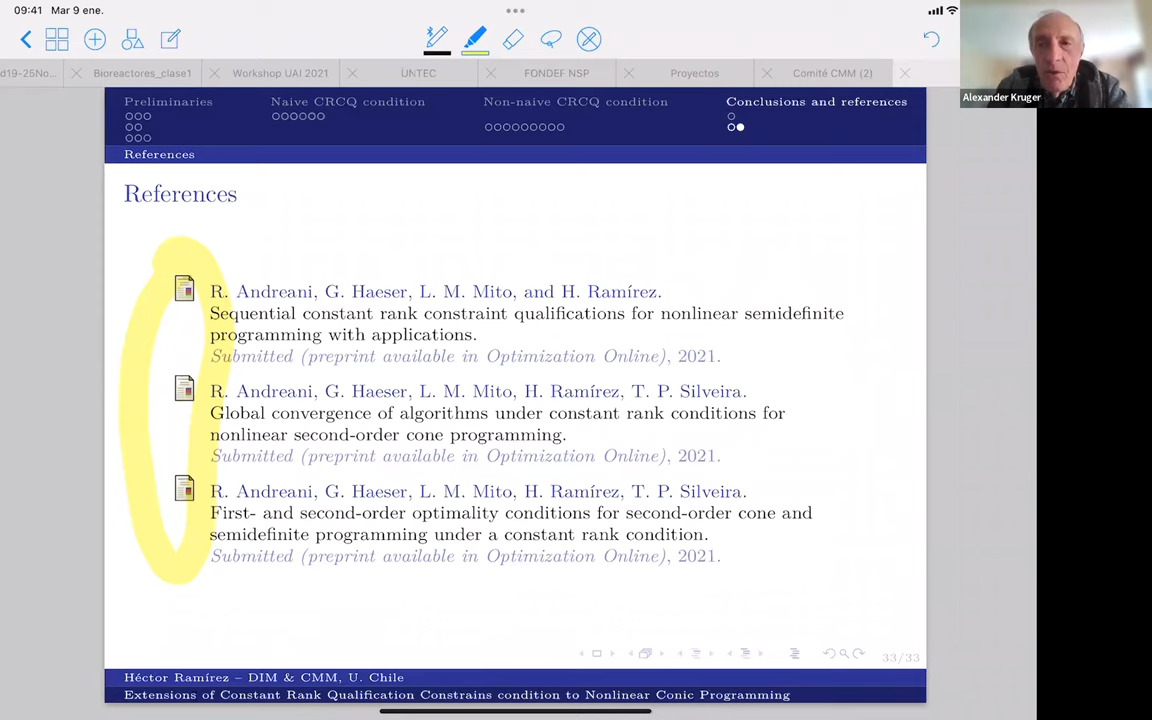 09:41 Mar 9 ene.
d19-25No... Bioreactores_clase1 Workshop UAI 2021 UNTEC FONDEF NSP Proyectos Comité CMM (2)
Alexander Kruger
Preliminaries Naive CRCQ condition Non-naive CRCQ condition Conclusions and references
References
References
R. Andreani, G. Haeser, L. M. Mito, and H. Ramírez.
Sequential constant rank constraint qualifications for nonlinear semidefinite
programming with applications.
Submitted (preprint available in Optimization Online), 2021.
R. Andreani, G. Haeser, L. M. Mito, H. Ramírez, T. P. Silveira.
Global convergence of algorithms under constant rank conditions for
nonlinear second-order cone programming.
Submitted (preprint available in Optimization Online), 2021.
R. Andreani, G. Haeser, L. M. Mito, H. Ramírez, T. P. Silveira.
First- and second-order optimality conditions for second-order cone and
semidefinite programming under a constant rank condition.
Submitted (preprint available in Optimization Online), 2021.
33/33
Héctor Ramírez – DIM & CMM, U. Chile
Extensions of Constant Rank Qualification Constrains condition to Nonlinear Conic Programming